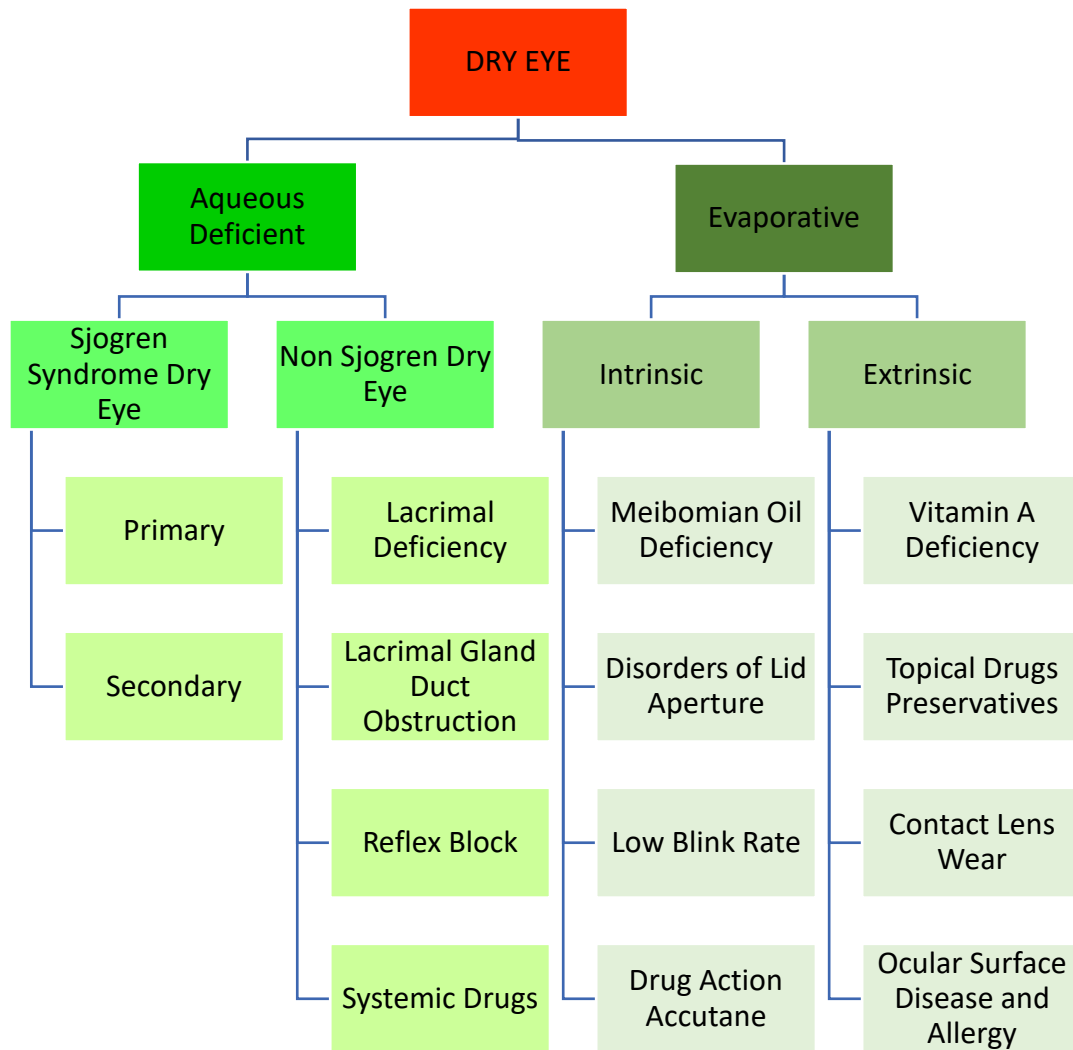 DRY EYE
Aqueous
Deficient
Evaporative
Sjogren
Syndrome Dry
Eye
Non Sjogren Dry
Eye
Intrinsic
Extrinsic
Primary
Secondary
Lacrimal
Deficiency
Lacrimal Gland
Duct
Obstruction
Reflex Block
Systemic Drugs
Meibomian Oil
Deficiency
Disorders of Lid
Aperture
Low Blink Rate
Drug Action
Accutane
Vitamin A
Deficiency
Topical Drugs
Preservatives
Contact Lens
Wear
Ocular Surface
Disease and
Allergy